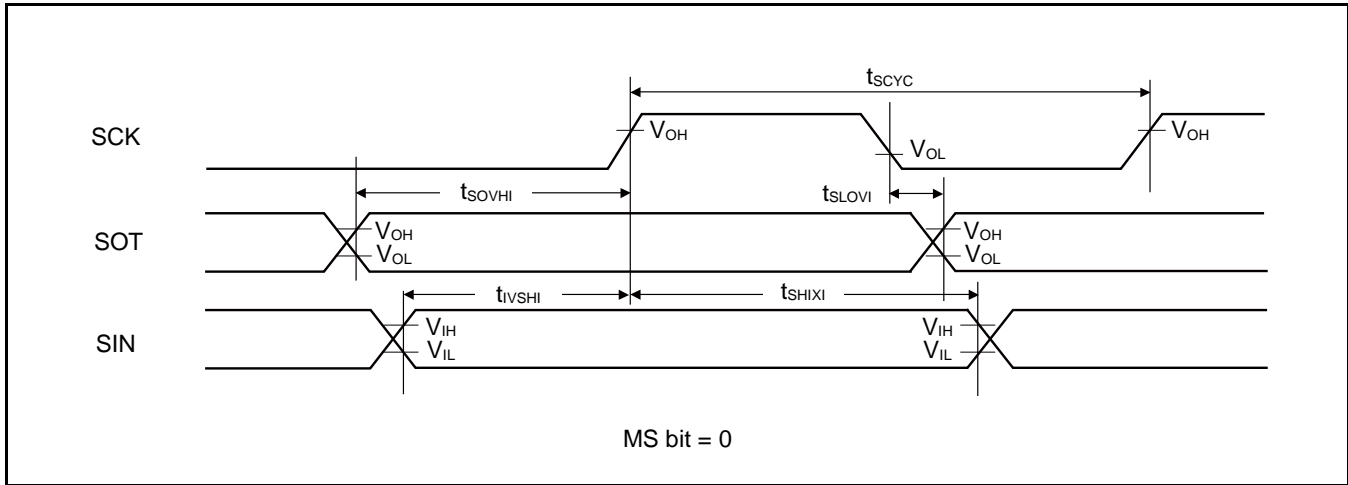 tSCYC
SCK
VOH
VOL
VOH
tSOVHI
tSLOVI
SOT
VOH
VOL
VOH
VOL
tIVSHI
tSHIXI
SIN
VIH
VIL
VIH
VIL
MS bit = 0